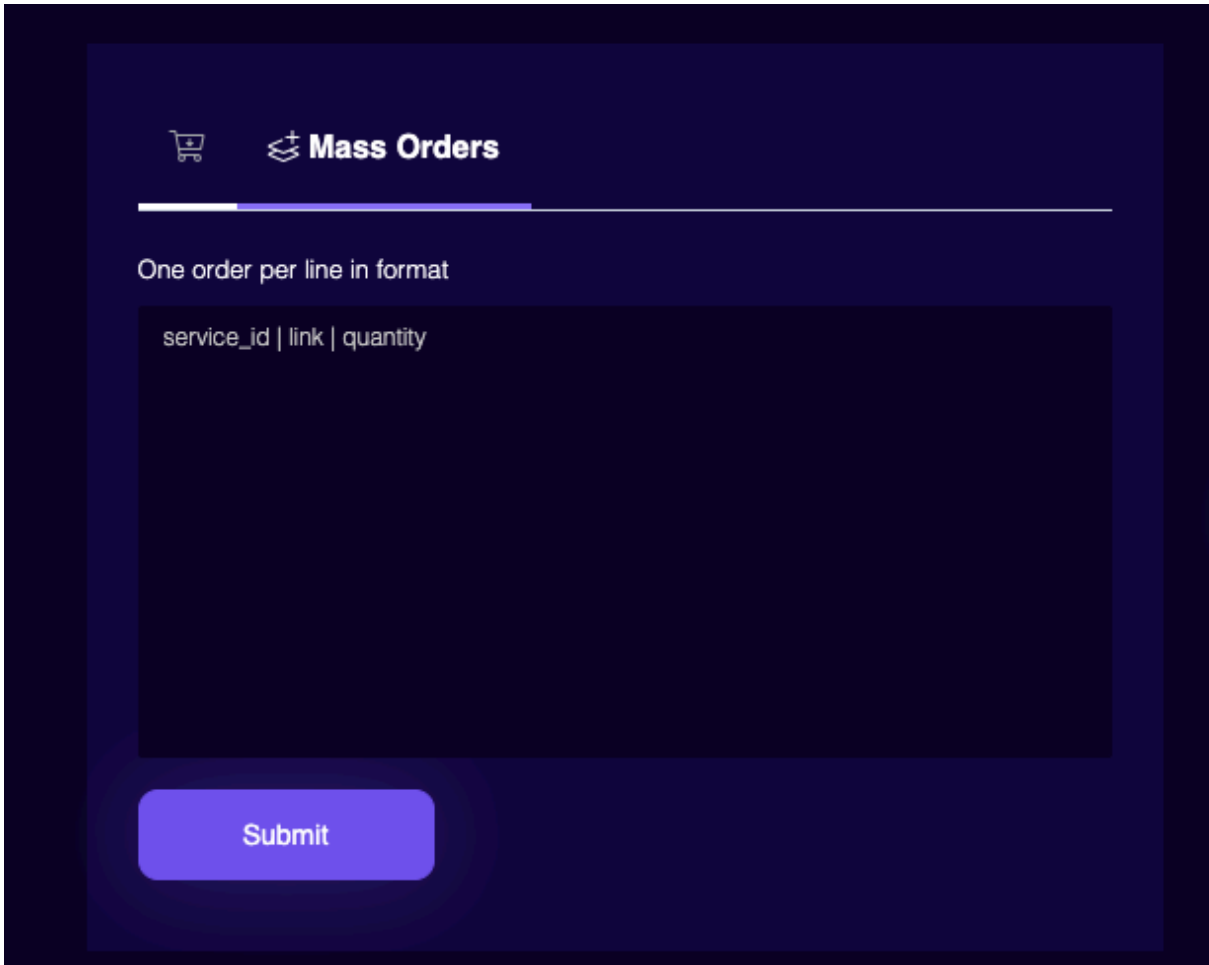 Mass Orders
One order per line in format
service_id | link | quantity
Submit